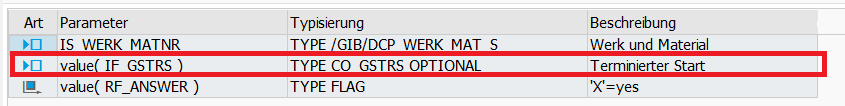 Art Parameter Typisierung Beschreibung
IS_WERK_MATNR TYPE /GIB/DCP_WERK_MAT_S Werk und Material
value( IF_GSTRS ) TYPE CO_GSTRS OPTIONAL Terminierter Start
value( RF_ANSWER ) TYPE FLAG 'X'=yes